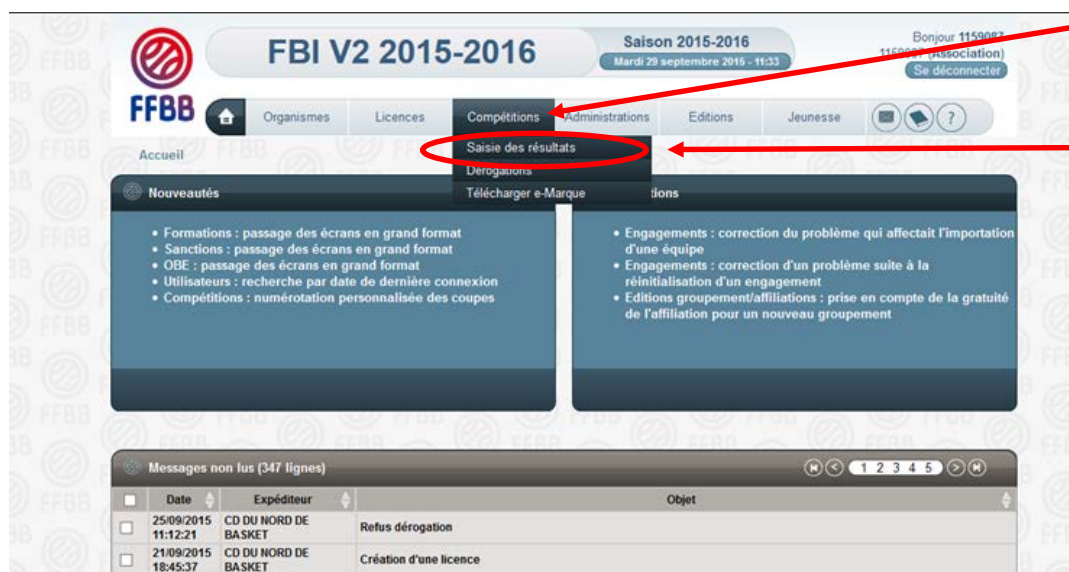 FFBB
FBI V2 2015-2016
Saison 2015-2016
Mardi 29 septembre 2015 - 11:33
Bonjour 1159087
(Association)
Se déconnecter
Organismes Licences Compétitions Administrations Editions Jeunesse ?
Accueil
Saisie des résultats
Dérogations
Télécharger e-Marque
Nouveautés
• Formations : passage des écrans en grand format
• Sanctions : passage des écrans en grand format
• OBE : passage des écrans en grand format
• Utilisateurs : recherche par date de dernière connexion
• Compétitions : numérotation personnalisée des coupes
• Engagements : correction du problème qui affectait l'importation
d'une équipe
• Engagements : correction d'un problème suite à la
réinitialisation d'un engagement
• Editions groupement/affiliations : prise en compte de la gratuité
de l'affiliation pour un nouveau groupement
Messages non lus (347 lignes)
1 2 3 4 5
Date Expéditeur Objet
25/09/2015 11:12:21 CD DU NORD DE BASKET Refus dérogation
21/09/2015 18:45:37 CD DU NORD DE BASKET Création d'une licence